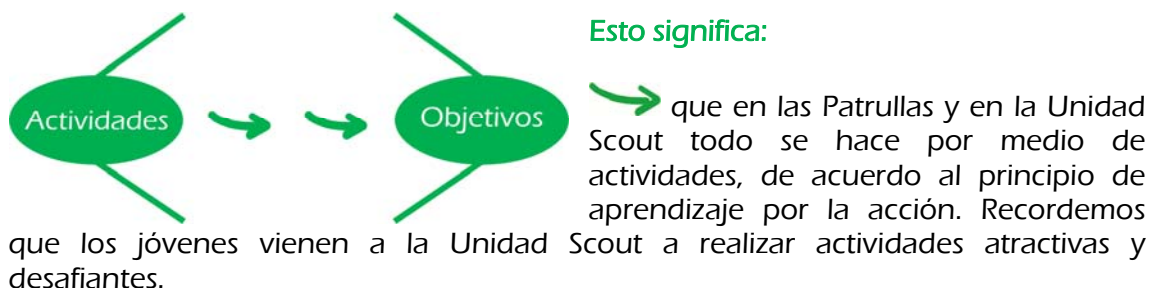 Esto significa:
Actividades
Objetivos
que en las Patrullas y en la Unidad
Scout todo se hace por medio de
actividades, de acuerdo al principio de
aprendizaje por la acción. Recordemos
que los jóvenes vienen a la Unidad Scout a realizar actividades atractivas y
desafiantes.